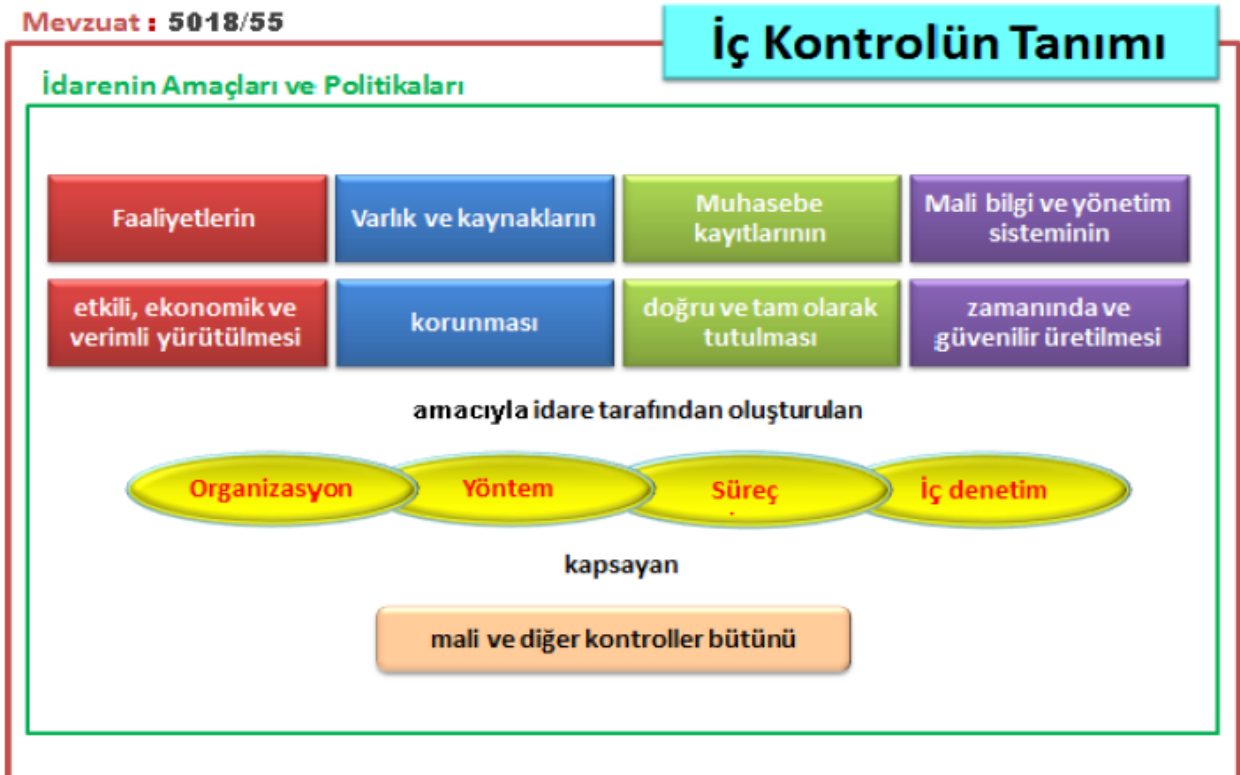 Mevzuat : 5018/55
İç Kontrolün Tanımı
İdarenin Amaçları ve Politikaları
Faaliyetlerin
etkili, ekonomik ve
verimli yürütülmesi
Varlık ve kaynakların
korunması
Muhasebe
kayıtlarının
doğru ve tam olarak
tutulması
Mali bilgi ve yönetim
sisteminin
zamanında ve
güvenilir üretilmesi
amacıyla idare tarafından oluşturulan
Organizasyon
Yöntem
Süreç
İç denetim
kapsayan
mali ve diğer kontroller bütünü